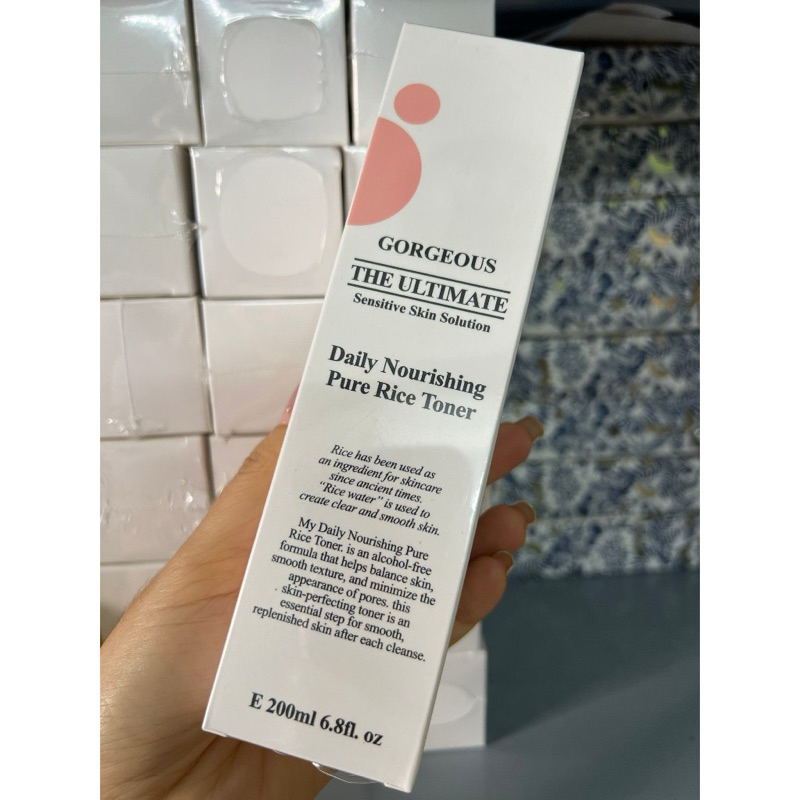 GORGEOUS
THE ULTIMATE
Sensitive Skin Solution
Daily Nourishing
Pure Rice Toner
Rice has been used as
an ingredient for skincare
since ancient times.
"Rice water" is used to
create clear and smooth skin.
My Daily Nourishing Pure
Rice Toner. is an alcohol-free
formula that helps balance skin,
smooth texture, and minimize the
appearance of pores. this
skin-perfecting toner is an
essential step for smooth,
replenished skin after each cleanse.
E 200ml 6.8fl. oz